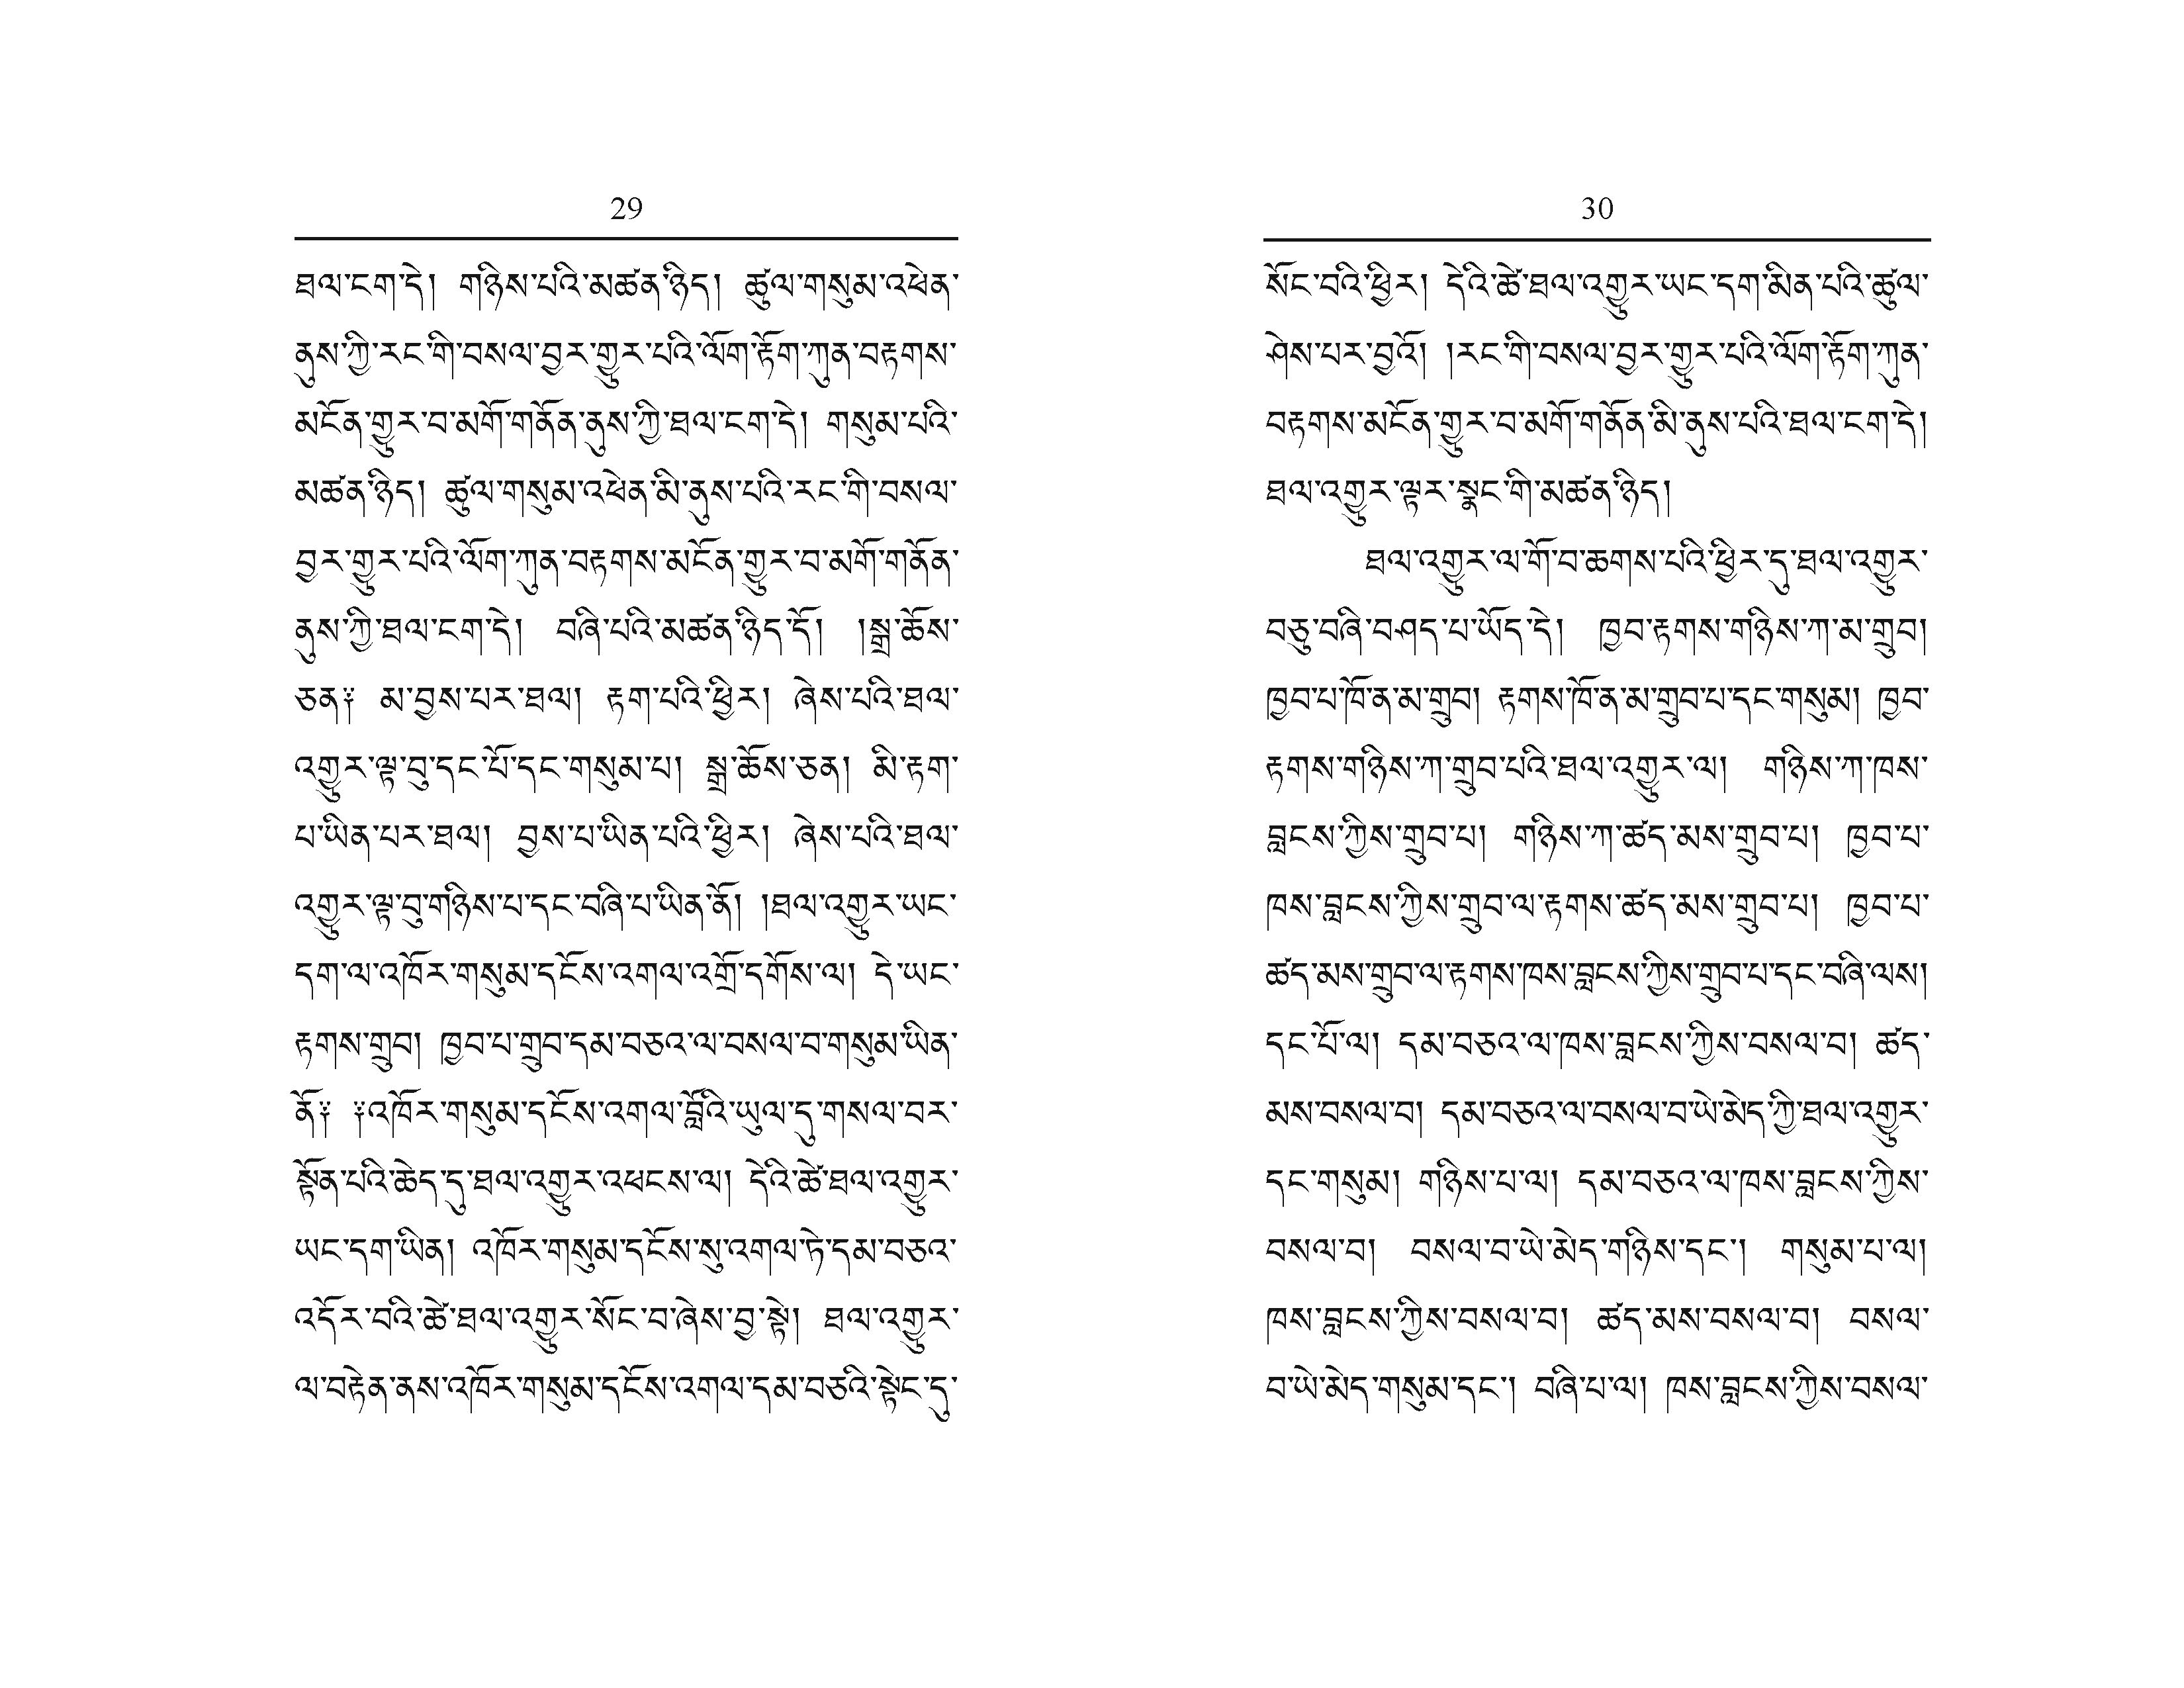 29
ཐལ་ངག་དེ། གཉིས་པའི་མཚན་ཉིད། ཚུལ་གསུམ་འཕེན་
ནུས་ཀྱི་རང་གི་བསལ་བྱར་གྱུར་པའི་ལོག་རྟོག་ཀུན་བརྟགས་
མངོན་གྱུར་བ་མགོ་གནོན་ནུས་ཀྱི་ཐལ་ངག་དེ། གསུམ་པའི་
མཚན་ཉིད། ཚུལ་གསུམ་འཕེན་མི་ནུས་པའི་རང་གི་བསལ་
བྱར་གྱུར་པའི་ལོག་ཀུན་བརྟགས་མངོན་གྱུར་བ་མགོ་གནོན་
ནུས་ཀྱི་ཐལ་ངག་དེ། བཞི་པའི་མཚན་ཉིད་དོ། །སྒྲ་ཆོས་
ཅན༑ མ་བྱས་པར་ཐལ། རྟག་པའི་ཕྱིར། ཞེས་པའི་ཐལ་
འགྱུར་ལྟ་བུ་དང་པོ་དང་གསུམ་པ། སྒྲ་ཆོས་ཅན། མི་རྟག་
པ་ཡིན་པར་ཐལ། བྱས་པ་ཡིན་པའི་ཕྱིར། ཞེས་པའི་ཐལ་
འགྱུར་ལྟ་བུ་གཉིས་པ་དང་བཞི་པ་ཡིན་ནོ། །ཐལ་འགྱུར་ཡང་
དག་ལ་འཁོར་གསུམ་དངོས་འགལ་འགྲོ་དགོས་ལ། དེ་ཡང་
རྟགས་གྲུབ། ཁྱབ་པ་གྲུབ་དམ་བཅའ་ལ་བསལ་བ་གསུམ་ཡིན་
ནོ༑ ༑འཁོར་གསུམ་དངོས་འགལ་བློའི་ཡུལ་དུ་གསལ་བར་
སྟོན་པའི་ཆེད་དུ་ཐལ་འགྱུར་འཕངས་ལ། དེའི་ཚེ་ཐལ་འགྱུར་
ཡང་དག་ཡིན། འཁོར་གསུམ་དངོས་སུ་འགལ་ཏེ་དམ་བཅའ་
འདོར་བའི་ཚེ་ཐལ་འགྱུར་སོང་བ་ཞེས་བྱ་སྟེ། ཐལ་འགྱུར་
ལ་བརྟེན་ནས་འཁོར་གསུམ་དངོས་འགལ་དམ་བཅའི་སྟེང་དུ་
30
སོང་བའི་ཕྱིར། དེའི་ཚེ་ཐལ་འགྱུར་ཡང་དག་མིན་པའི་ཚུལ་
ཤེས་པར་བྱའོ། །རང་གི་བསལ་བྱར་གྱུར་པའི་ལོག་རྟོག་ཀུན་
བརྟགས་མངོན་གྱུར་བ་མགོ་གནོན་མི་ནུས་པའི་ཐལ་ངག་དེ།
ཐལ་འགྱུར་ལྟར་སྣང་གི་མཚན་ཉིད།
ཐལ་འགྱུར་ལ་གོ་བ་ཆགས་པའི་ཕྱིར་དུ་ཐལ་འགྱུར་
བཅུ་བཞི་བཤད་པ་ཡོད་དེ། ཁྱབ་རྟགས་གཉིས་ཀ་མ་གྲུབ།
ཁྱབ་པ་ཁོ་ན་མ་གྲུབ། རྟགས་ཁོ་ན་མ་གྲུབ་པ་དང་གསུམ། ཁྱབ་
རྟགས་གཉིས་ཀ་གྲུབ་པའི་ཐལ་འགྱུར་ལ། གཉིས་ཀ་ཁས་
བླངས་ཀྱིས་གྲུབ་པ། གཉིས་ཀ་ཚད་མས་གྲུབ་པ། ཁྱབ་པ་
ཁས་བླངས་ཀྱིས་གྲུབ་ལ་རྟགས་ཚད་མས་གྲུབ་པ། ཁྱབ་པ་
ཚད་མས་གྲུབ་ལ་རྟགས་ཁས་བླངས་ཀྱིས་གྲུབ་པ་དང་བཞི་ལས།
དང་པོ་ལ། དམ་བཅའ་ལ་ཁས་བླངས་ཀྱིས་བསལ་བ། ཚད་
མས་བསལ་བ། དམ་བཅའ་ལ་བསལ་བ་ཡེ་མེད་ཀྱི་ཐལ་འགྱུར་
དང་གསུམ། གཉིས་པ་ལ། དམ་བཅའ་ལ་ཁས་བླངས་ཀྱིས་
བསལ་བ། བསལ་བ་ཡེ་མེད་གཉིས་དང་། གསུམ་པ་ལ།
ཁས་བླངས་ཀྱིས་བསལ་བ། ཚད་མས་བསལ་བ། བསལ་
བ་ཡེ་མེད་གསུམ་དང་། བཞི་པ་ལ། ཁས་བླངས་ཀྱིས་བསལ་